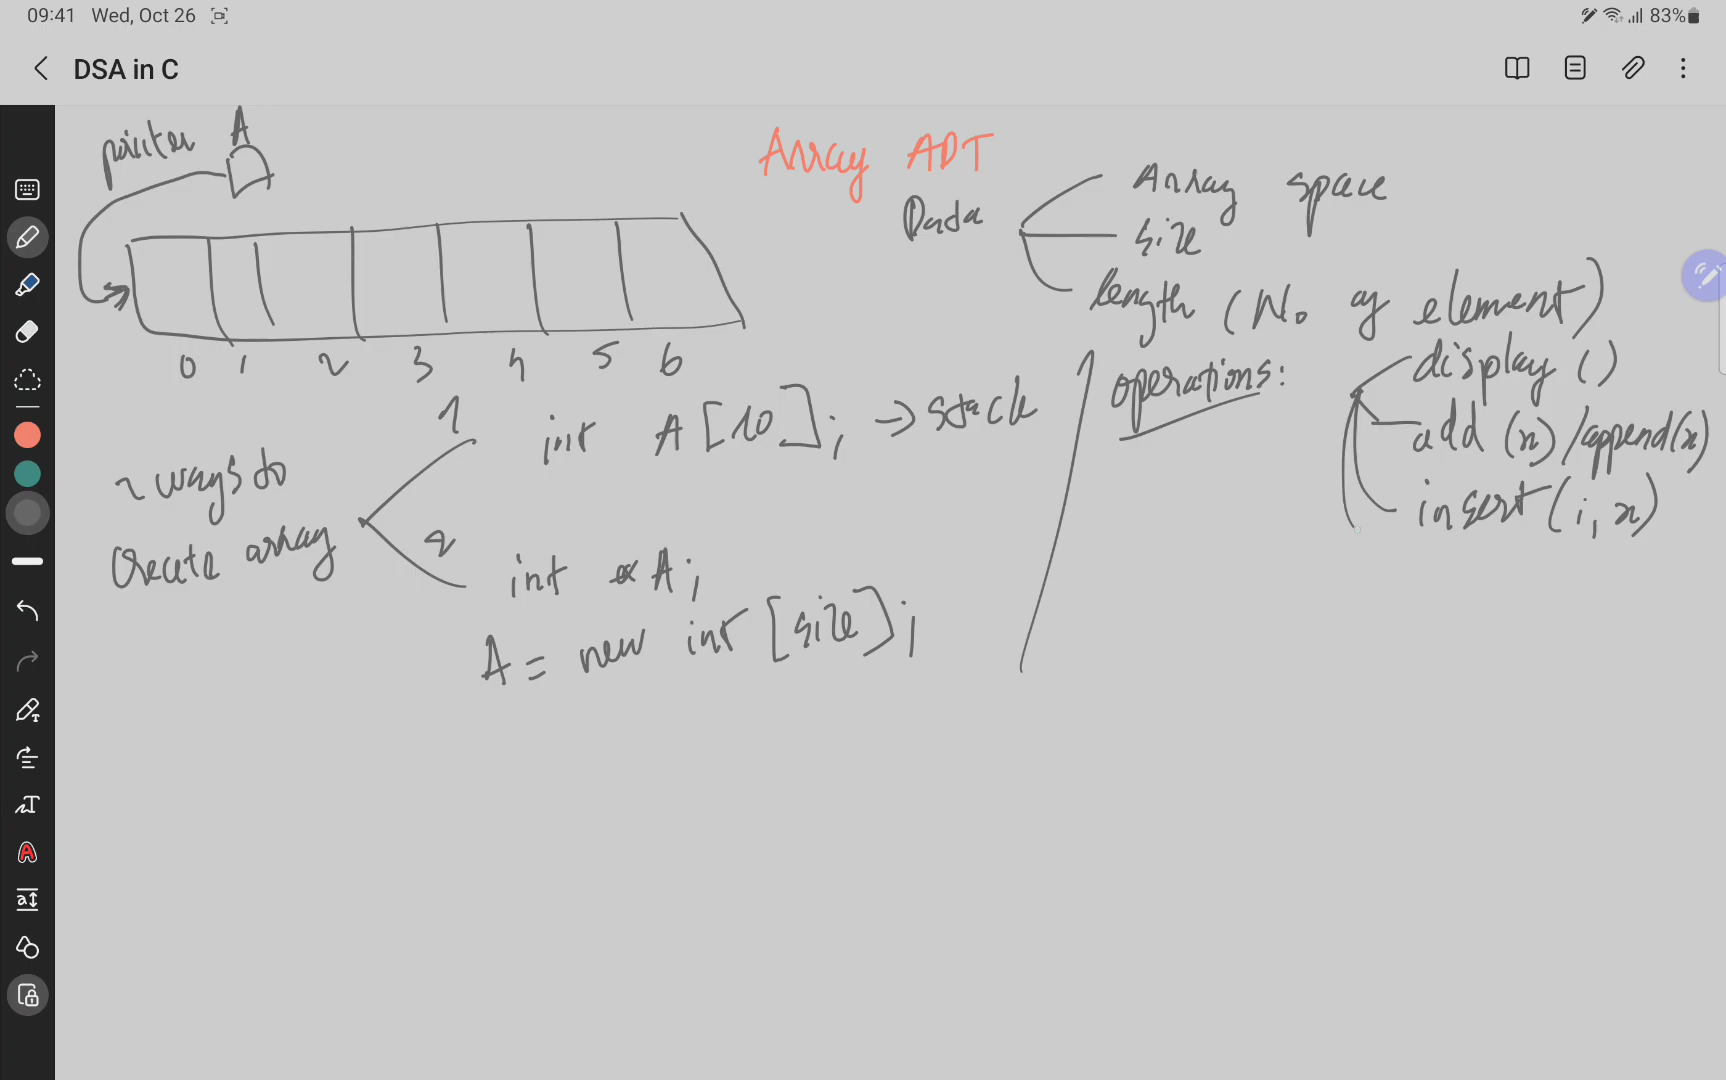 09:41 Wed, Oct 26
83%
DSA in C
pointer A
Array ADT
Data
Array space
size
length (No of element)
0 1 2 3 4 5 6
operations:
display ()
add (x) /append(x)
insert (i, x)
2 ways to
Create array
1
int A [10]; → stack
2
int *A;
A = new int [size];